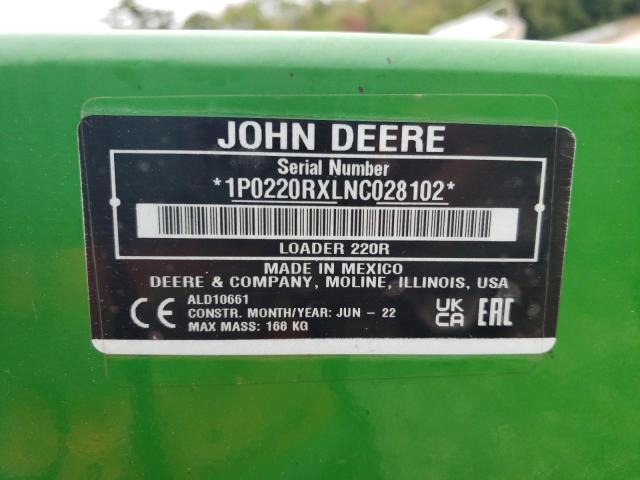 JOHN DEERE
Serial Number
*1P0220RXLNC028102*
LOADER 220R
MADE IN MEXICO
DEERE & COMPANY, MOLINE, ILLINOIS, USA
ALD10661
CONSTR. MONTH/YEAR: JUN - 22
MAX MASS: 168 KG
CE
UK
CA
EAC